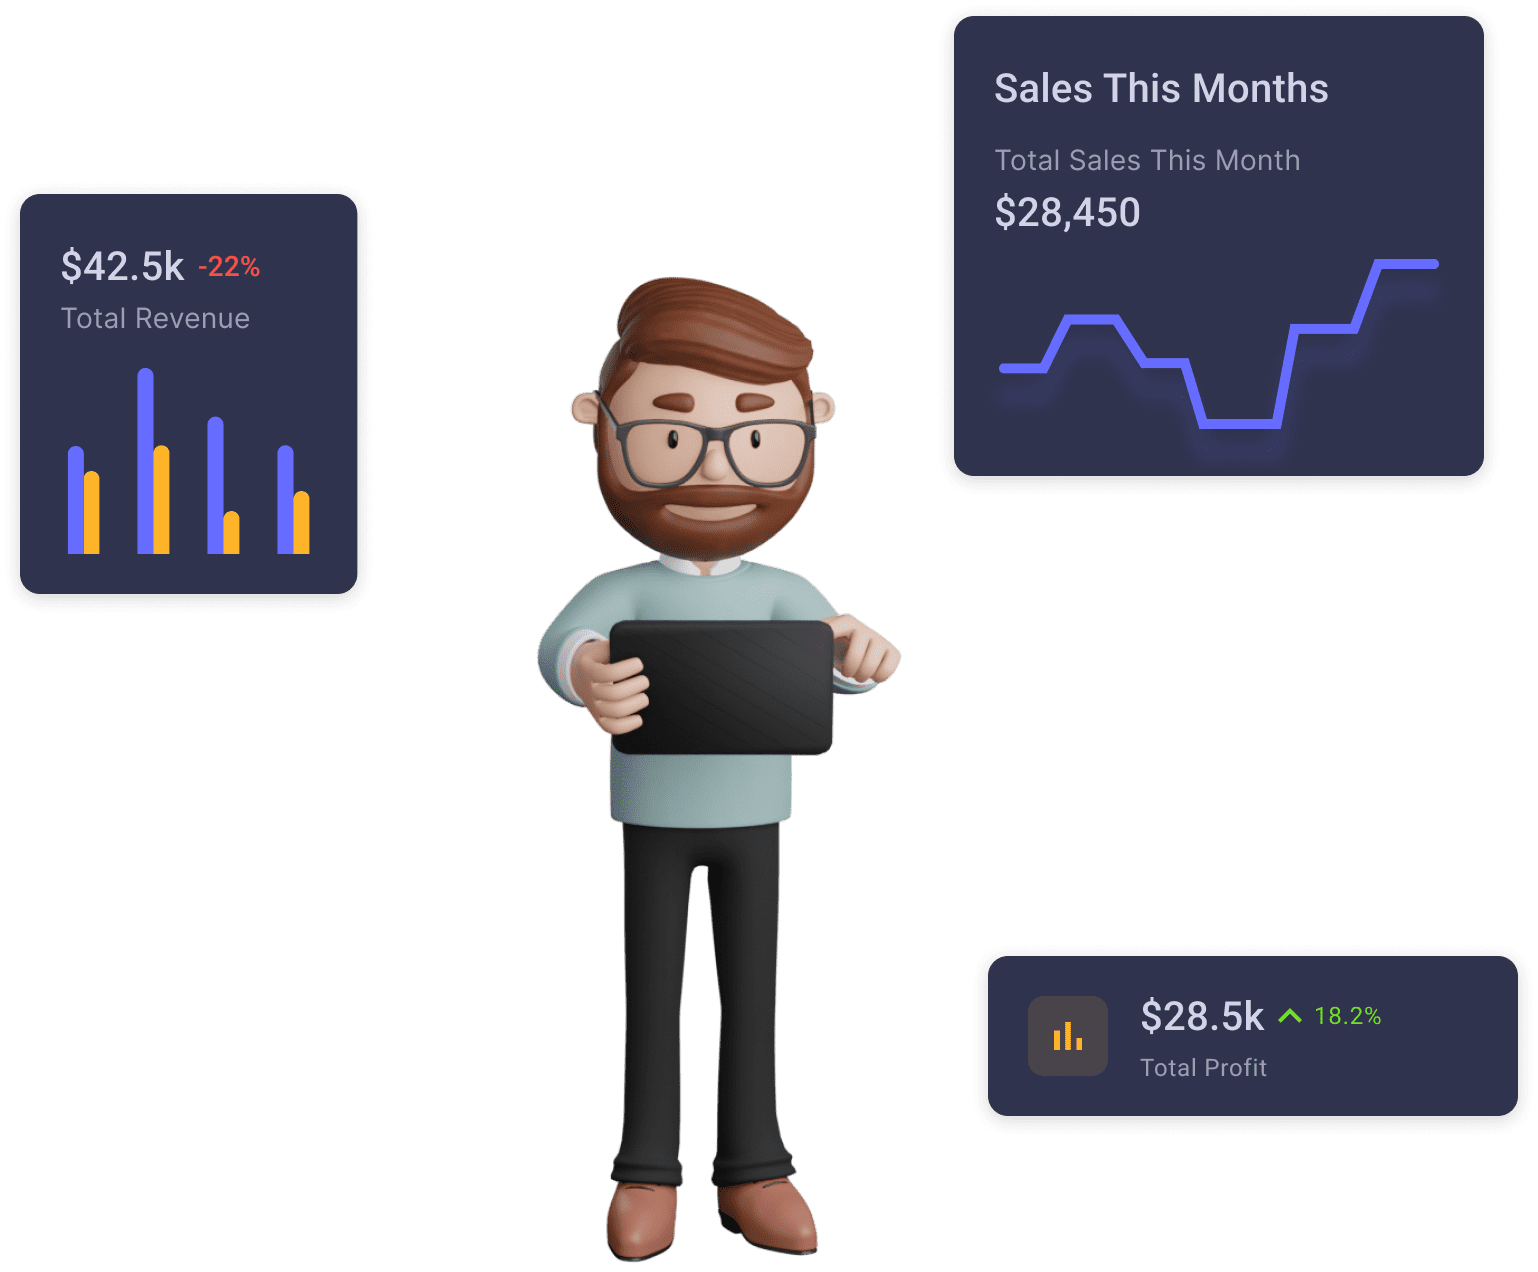 Sales This Months
Total Sales This Month
$28,450
$42.5k -22%
Total Revenue
$28.5k 18.2%
Total Profit